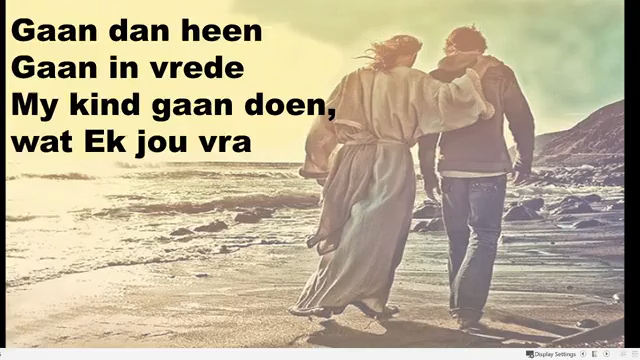 Gaan dan heen
Gaan in vrede
My kind gaan doen,
wat Ek jou vra
Display Settings